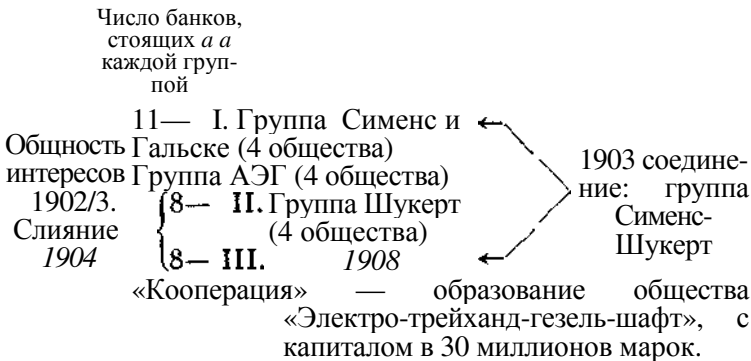 Число банков,
стоящих а а
каждой груп-
пой
11— I. Группа Сименс и
Гальске (4 общества)
Общность
интересов
1902/3.
Слияние
1904
Группа АЭГ (4 общества)
8— II. Группа Шукерт
(4 общества)
8— III. 1908
1903 соедине-
ние: группа
Сименс-
Шукерт
«Кооперация» — образование общества
«Электро-трейханд-гезель-шафт», с
капиталом в 30 миллионов марок.